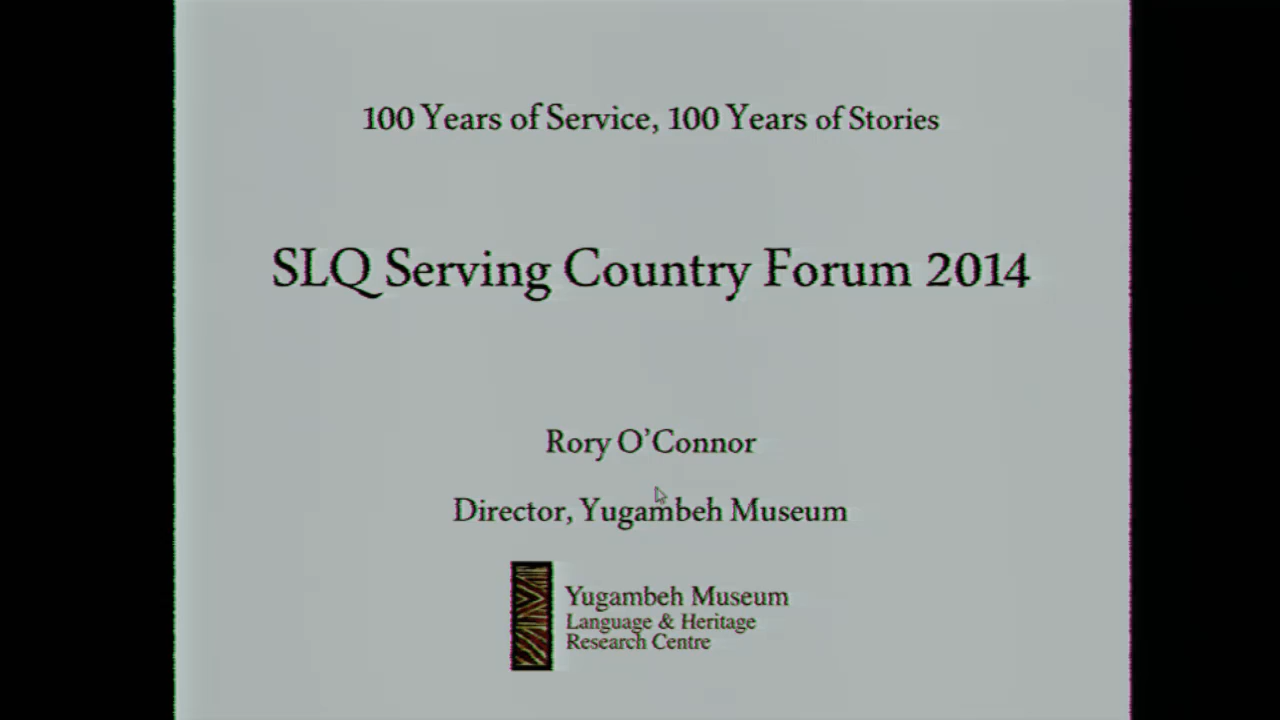 100 Years of Service, 100 Years of Stories
SLQ Serving Country Forum 2014
Rory O'Connor
Director, Yugambeh Museum
Yugambeh Museum
Language & Heritage
Research Centre